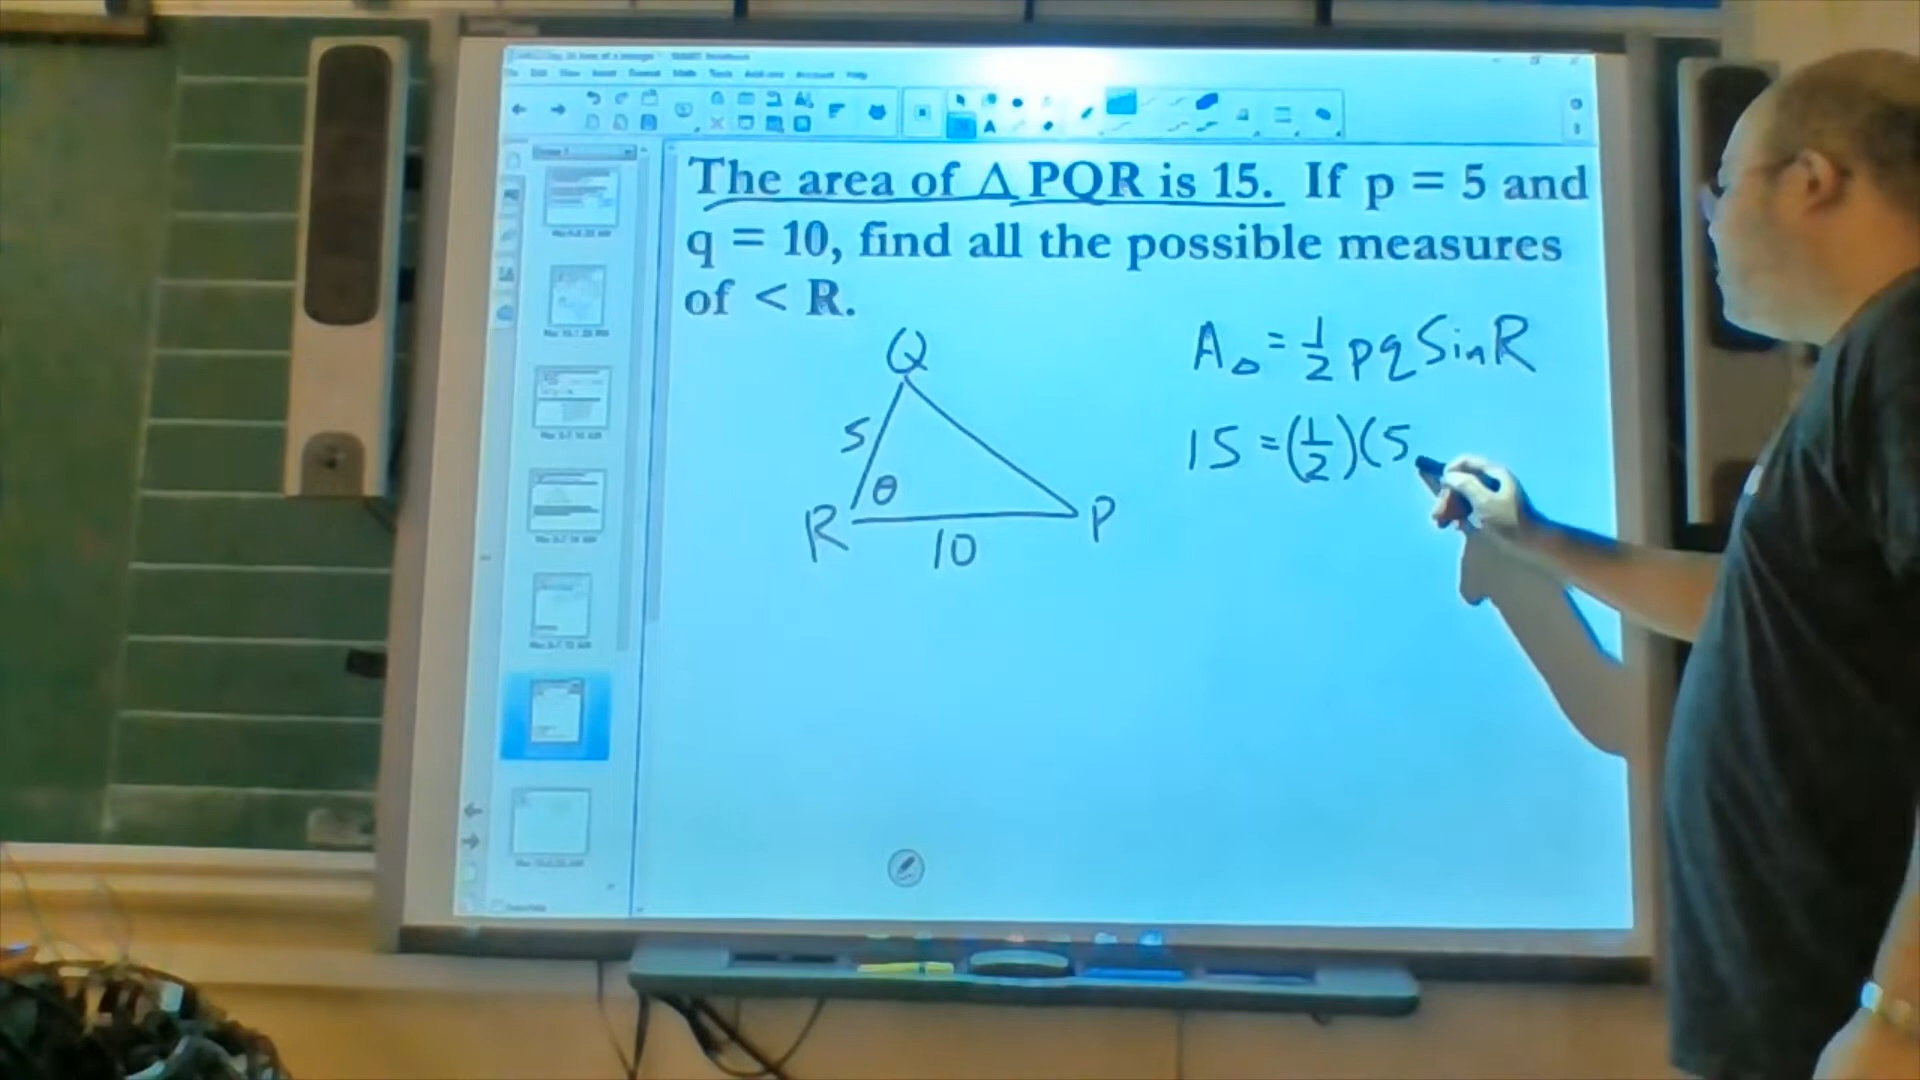 The area of △ PQR is 15. If p = 5 and
q = 10, find all the possible measures
of < R.
Q
5
θ
R
10
P
A△ = 1/2 pq Sin R
15 = (1/2)(5